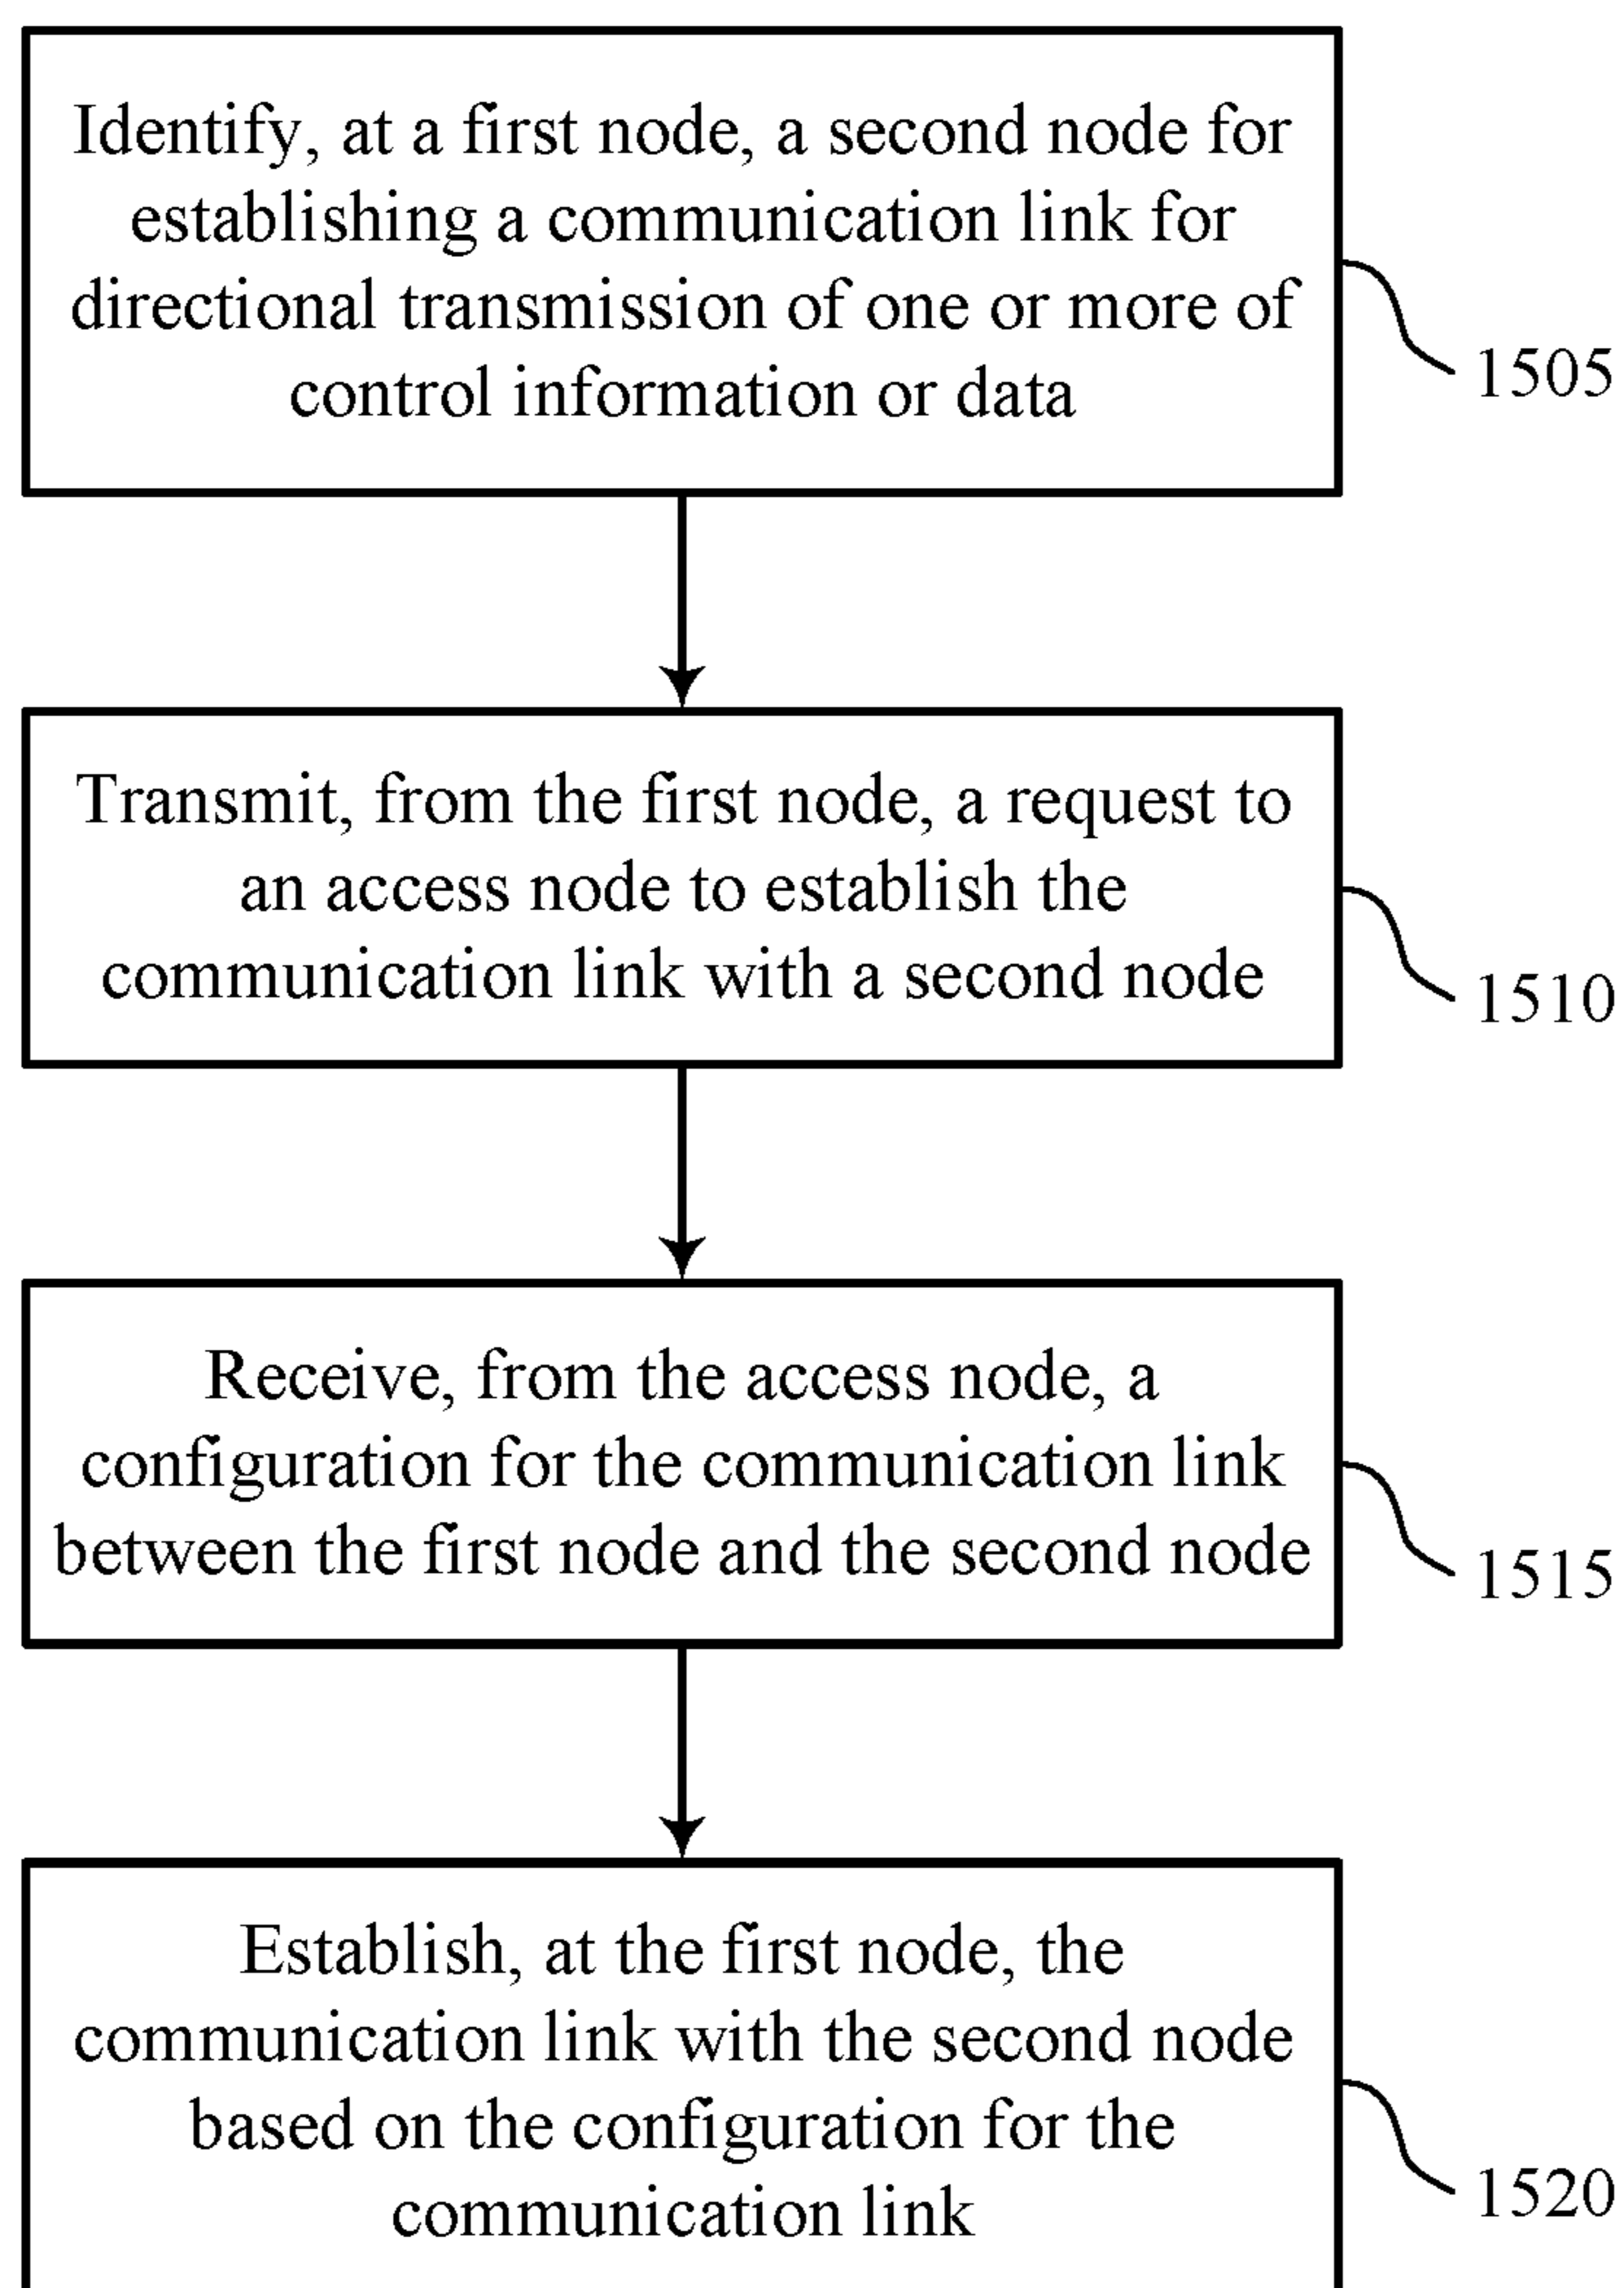 Identify, at a first node, a second node for
establishing a communication link for
directional transmission of one or more of
control information or data
1505
Transmit, from the first node, a request to
an access node to establish the
communication link with a second node
1510
Receive, from the access node, a
configuration for the communication link
between the first node and the second node
1515
Establish, at the first node, the
communication link with the second node
based on the configuration for the
communication link
1520